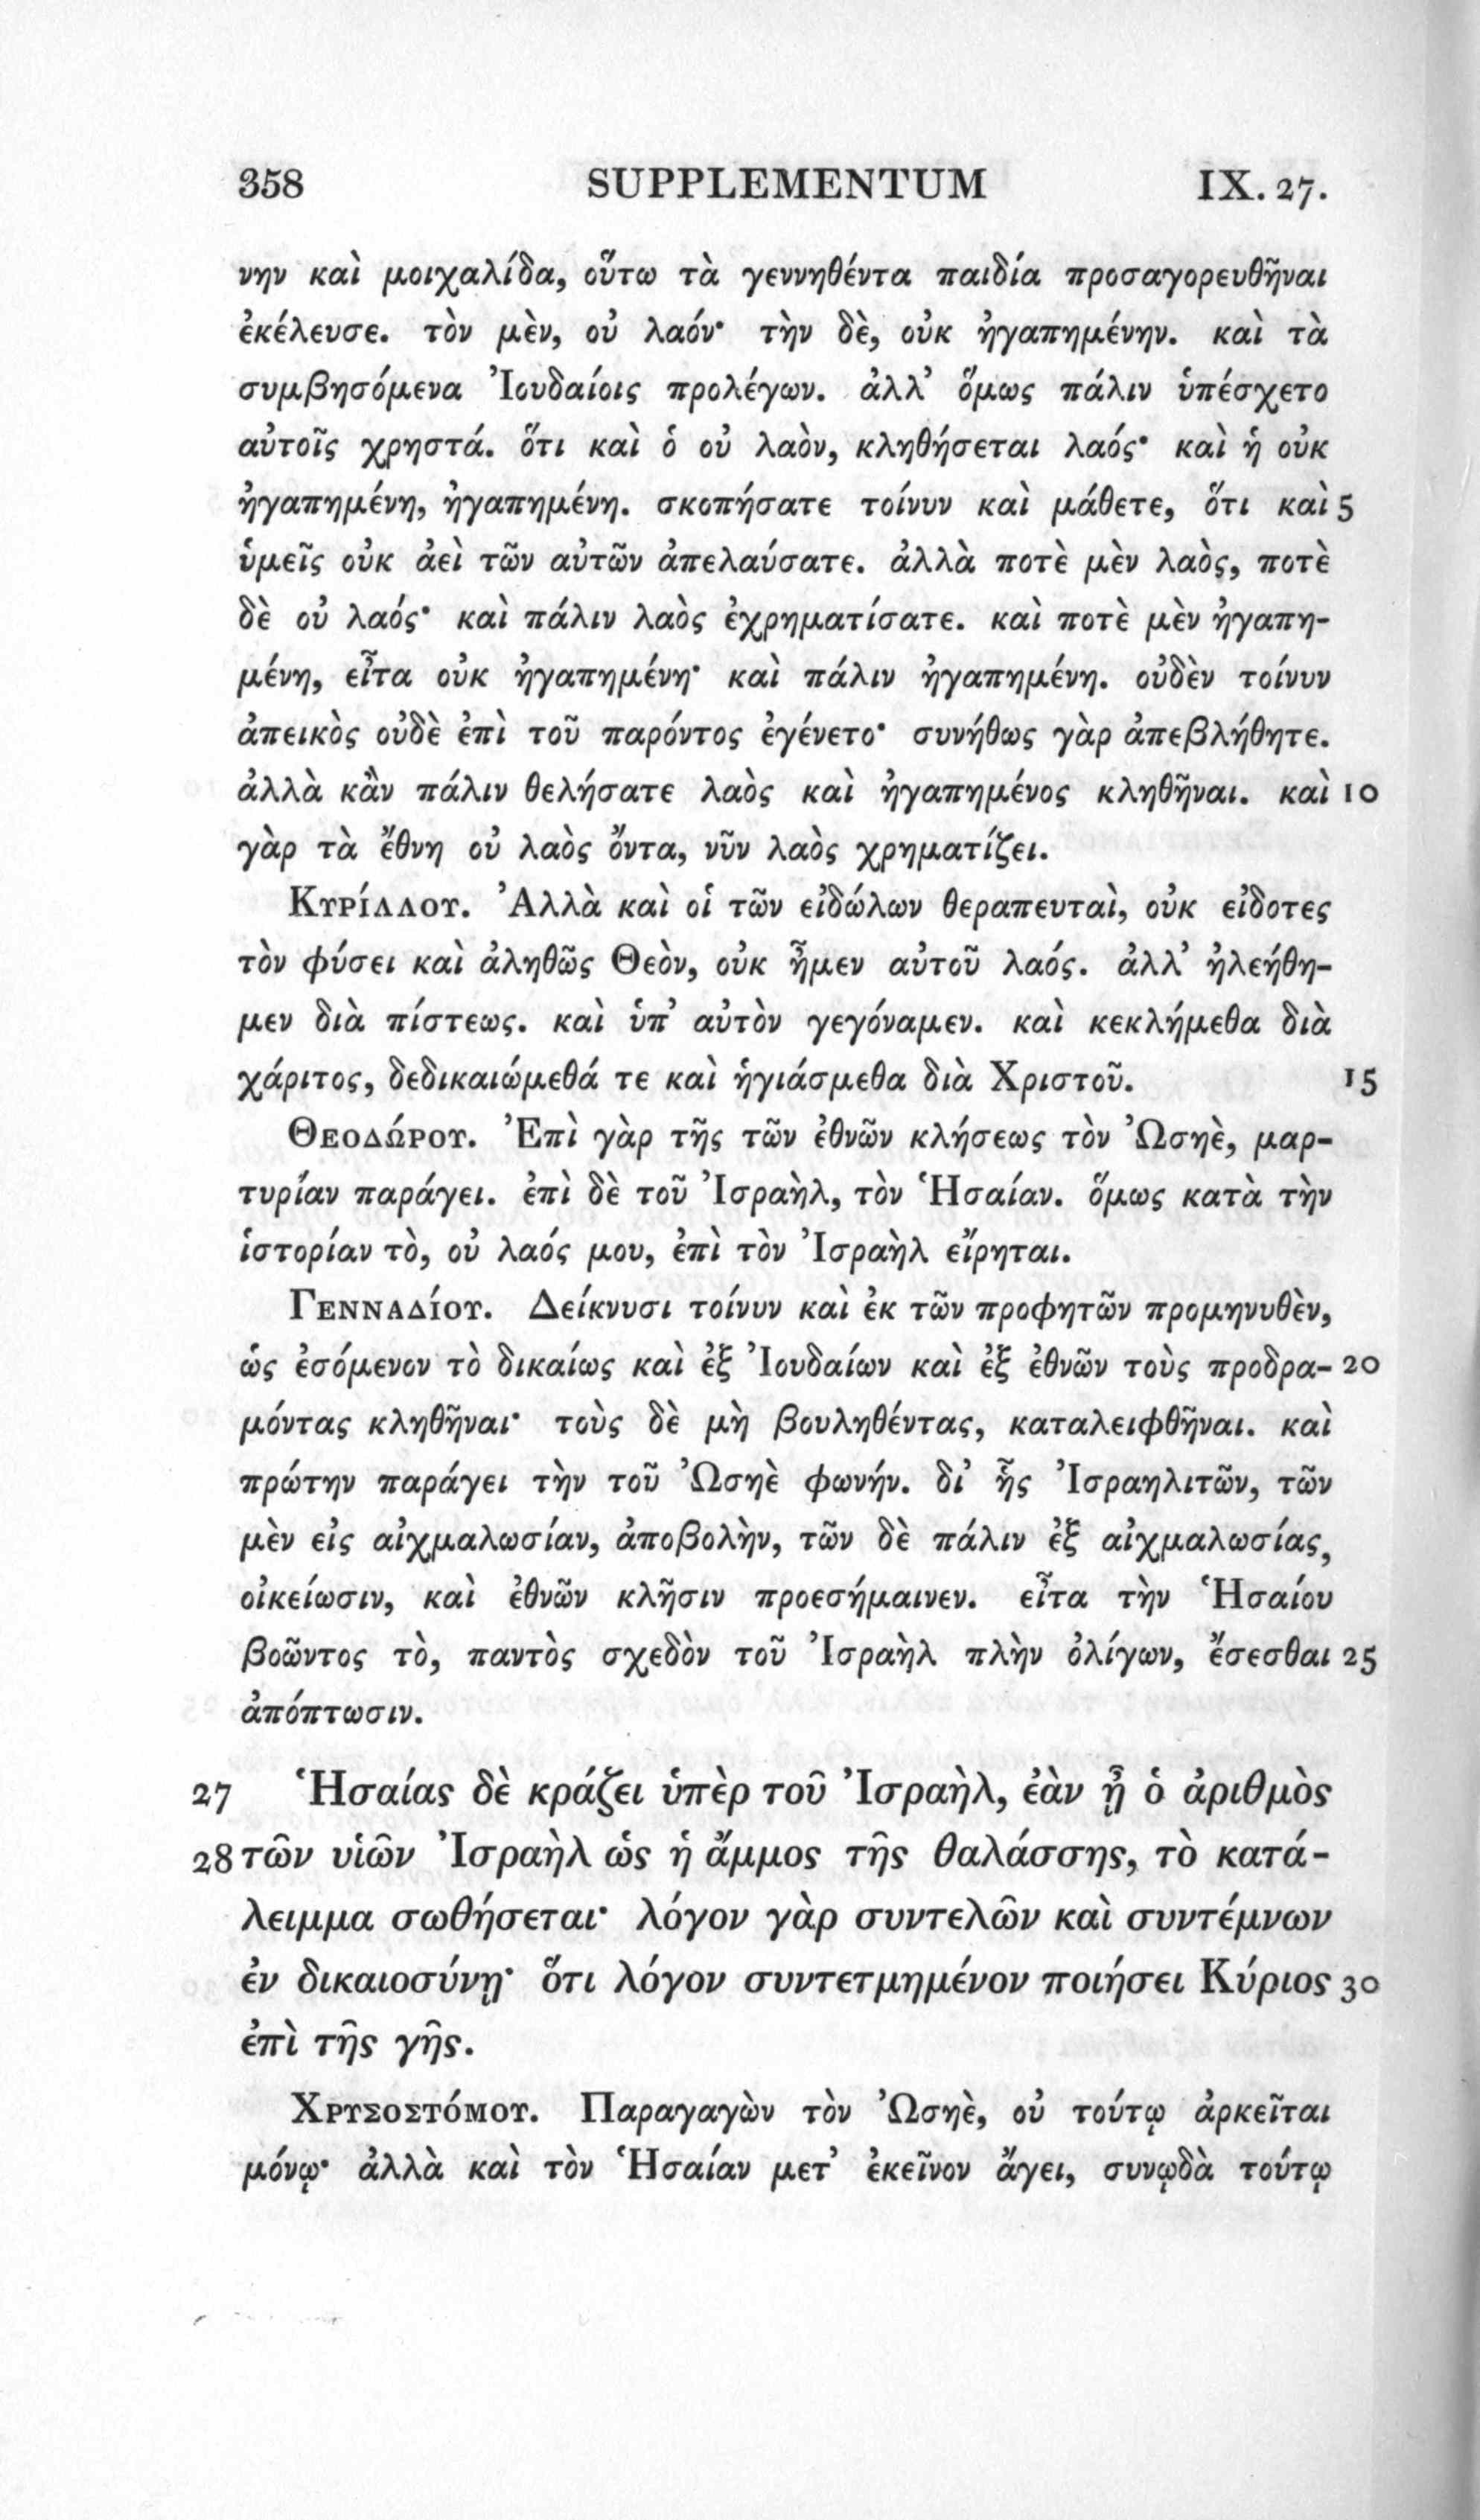 358 SUPPLEMENTUM IX. 27.
νην καὶ μοιχαλίδα, οὕτω τὰ γεννηθέντα παιδία προσαγορευθῆναι
ἐκέλευσε. τὸν μὲν, οὐ λαόν· τὴν δὲ, οὐκ ἠγαπημένην. καὶ τὰ
συμβησόμενα Ἰουδαίοις προλέγων. ἀλλ’ ὅμως πάλιν ὑπέσχετο
αὐτοῖς χρηστά. ὅτι καὶ ὁ οὐ λαὸν, κληθήσεται λαός· καὶ ἡ οὐκ
ἠγαπημένη, ἠγαπημένη. σκοπήσατε τοίνυν καὶ μάθετε, ὅτι καὶ 5
ὑμεῖς οὐκ ἀεὶ τῶν αὐτῶν ἀπελαύσατε. ἀλλὰ ποτὲ μὲν λαὸς, ποτὲ
δὲ οὐ λαός· καὶ πάλιν λαὸς ἐχρηματίσατε. καὶ ποτὲ μὲν ἠγαπη-
μένη, εἶτα οὐκ ἠγαπημένη· καὶ πάλιν ἠγαπημένη. οὐδὲν τοίνυν
ἀπεικὸς οὐδὲ ἐπὶ τοῦ παρόντος ἐγένετο· συνήθως γὰρ ἀπεβλήθητε.
ἀλλὰ κἂν πάλιν θελήσατε λαὸς καὶ ἠγαπημένος κληθῆναι. καὶ 10
γὰρ τὰ ἔθνη οὐ λαὸς ὄντα, νῦν λαὸς χρηματίζει.
Κυρίλλου. Ἀλλὰ καὶ οἱ τῶν εἰδώλων θεραπευταὶ, οὐκ εἰδοτες
τὸν φύσει καὶ ἀληθῶς Θεὸν, οὐκ ἦμεν αὐτοῦ λαός. ἀλλ’ ἠλεήθη-
μεν διὰ πίστεως. καὶ ὑπ’ αὐτὸν γεγόναμεν. καὶ κεκλήμεθα διὰ
χάριτος, δεδικαιώμεθά τε καὶ ἡγιάσμεθα διὰ Χριστοῦ. 15
Θεοδώρου. Ἐπὶ γὰρ τῆς τῶν ἐθνῶν κλήσεως τὸν Ὠσηὲ, μαρ-
τυρίαν παράγει. ἐπὶ δὲ τοῦ Ἰσραὴλ, τὸν Ἡσαίαν. ὅμως κατὰ τὴν
ἱστορίαν τὸ, οὐ λαός μου, ἐπὶ τὸν Ἰσραὴλ εἴρηται.
Γενναδίου. Δείκνυσι τοίνυν καὶ ἐκ τῶν προφητῶν προμηνυθὲν,
ὡς ἐσόμενον τὸ δικαίως καὶ ἐξ Ἰουδαίων καὶ ἐξ ἐθνῶν τοὺς προδρα- 20
μόντας κληθῆναι· τοὺς δὲ μὴ βουληθέντας, καταλειφθῆναι. καὶ
πρώτην παράγει τὴν τοῦ Ὠσηὲ φωνήν. δι’ ἧς Ἰσραηλιτῶν, τῶν
μὲν εἰς αἰχμαλωσίαν, ἀποβολὴν, τῶν δὲ πάλιν ἐξ αἰχμαλωσίας,
οἰκείωσιν, καὶ ἐθνῶν κλῆσιν προεσήμαινεν. εἶτα τὴν Ἡσαίου
βοῶντος τὸ, παντὸς σχεδὸν τοῦ Ἰσραὴλ πλὴν ὀλίγων, ἔσεσθαι 25
ἀπόπτωσιν.
27 Ἡσαίας δὲ κράζει ὑπὲρ τοῦ Ἰσραὴλ, ἐὰν ᾖ ὁ ἀριθμὸς
28 τῶν υἱῶν Ἰσραὴλ ὡς ἡ ἄμμος τῆς θαλάσσης, τὸ κατά-
λειμμα σωθήσεται· λόγον γὰρ συντελῶν καὶ συντέμνων
ἐν δικαιοσύνῃ· ὅτι λόγον συντετμημένον ποιήσει Κύριος 30
ἐπὶ τῆς γῆς.
Χρυσοστόμου. Παραγαγὼν τὸν Ὠσηὲ, οὐ τούτῳ ἀρκεῖται
μόνῳ· ἀλλὰ καὶ τὸν Ἡσαίαν μετ’ ἐκεῖνον ἄγει, συνῳδὰ τούτῳ